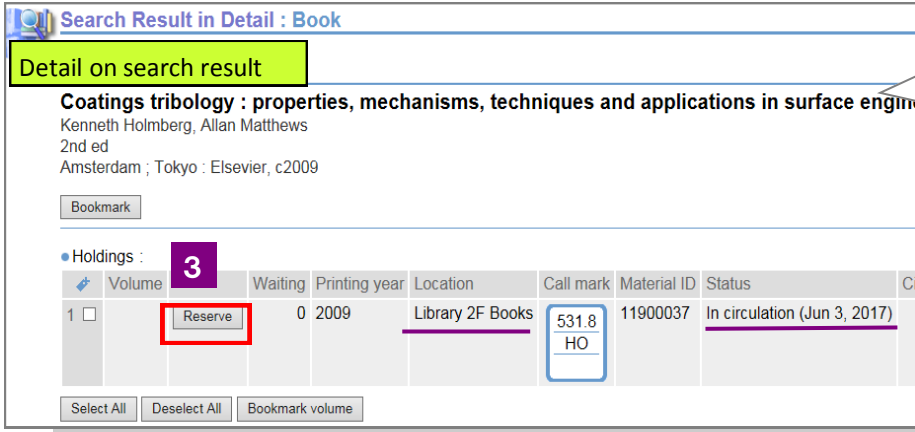 Search Result in Detail : Book
Detail on search result
Coatings tribology : properties, mechanisms, techniques and applications in surface
Kenneth Holmberg, Allan Matthews
2nd ed
Amsterdam ; Tokyo : Elsevier, c2009
Bookmark
Holdings :
3
Volume Waiting Printing year Location Call mark Material ID Status
1 Reserve 0 2009 Library 2F Books 531.8 11900037 In circulation (Jun 3, 2017)
HO
Select All Deselect All Bookmark volume